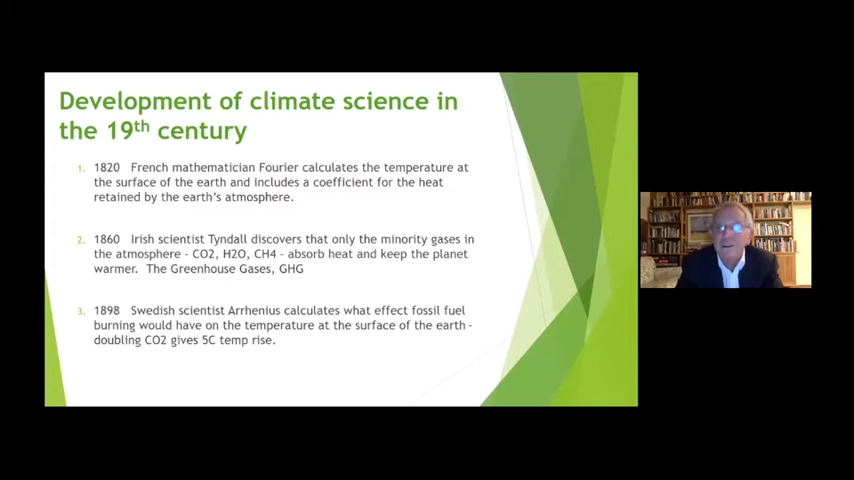 Development of climate science in
the 19th century
1. 1820 French mathematician Fourier calculates the temperature at
the surface of the earth and includes a coefficient for the heat
retained by the earth's atmosphere.
2. 1860 Irish scientist Tyndall discovers that only the minority gases in
the atmosphere - CO2, H2O, CH4 - absorb heat and keep the planet
warmer. The Greenhouse Gases, GHG
3. 1898 Swedish scientist Arrhenius calculates what effect fossil fuel
burning would have on the temperature at the surface of the earth -
doubling CO2 gives 5C temp rise.